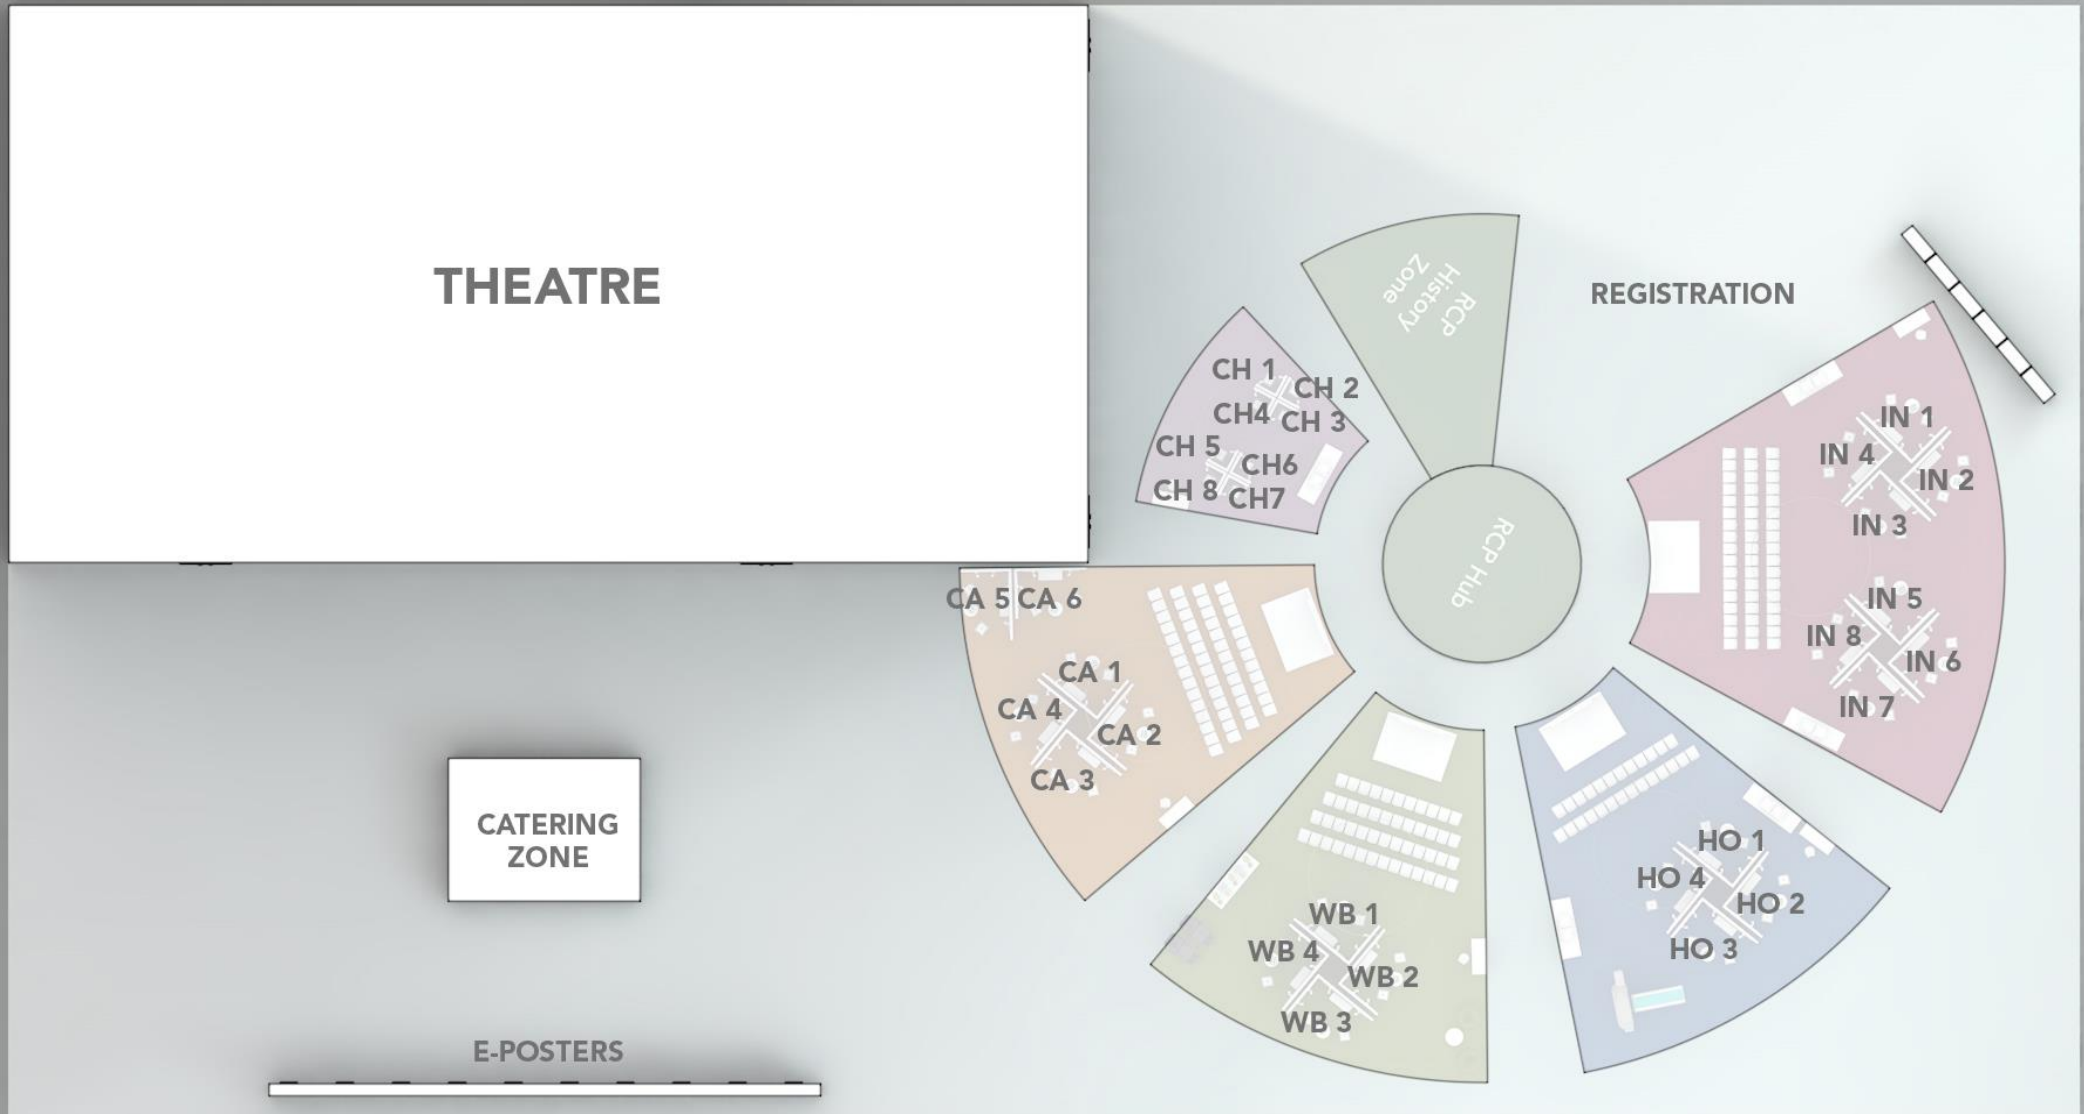 THEATRE
RCP
History
Zone
REGISTRATION
CH 1
CH 2
CH4
CH 3
CH 5
CH6
CH 8
CH7
IN 1
IN 4
IN 2
IN 3
RCP Hub
IN 5
IN 8
IN 6
IN 7
CA 5
CA 6
CA 1
CA 4
CA 2
CA 3
CATERING
ZONE
HO 1
HO 4
HO 2
HO 3
WB 1
WB 4
WB 2
WB 3
E-POSTERS